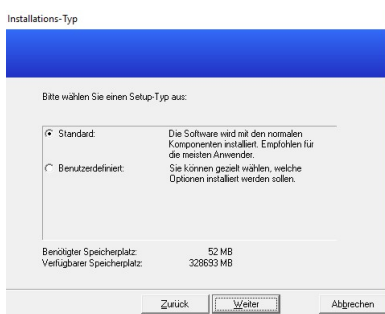 Installations-Typ
Bitte wählen Sie einen Setup-Typ aus:
Standard: Die Software wird mit den normalen
Komponenten installiert. Empfohlen für
die meisten Anwender.
Benutzerdefiniert: Sie können gezielt wählen, welche
Optionen installiert werden sollen.
Benötigter Speicherplatz: 52 MB
Verfügbarer Speicherplatz: 328693 MB
Zurück Weiter Abbrechen